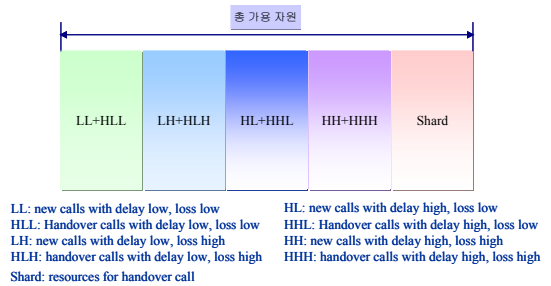 총 가용 자원
LL+HLL
LH+HLH
HL+HHL
HH+HHH
Shard
LL: new calls with delay low, loss low
HLL: Handover calls with delay low, loss low
LH: new calls with delay low, loss high
HLH: handover calls with delay low, loss high
Shard: resources for handover call
HL: new calls with delay high, loss low
HHL: Handover calls with delay high, loss low
HH: new calls with delay high, loss high
HHH: handover calls with delay high, loss high